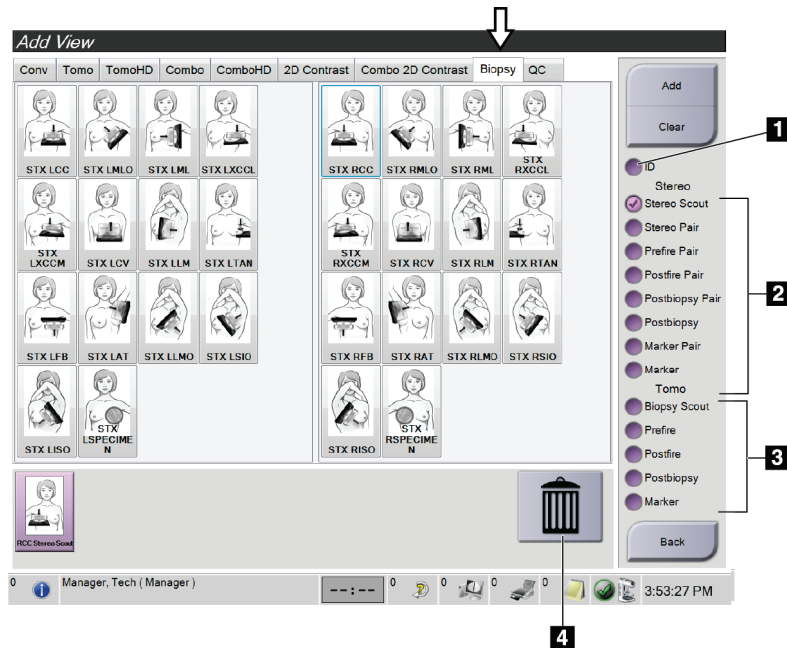 Add View
Conv Tomo TomoHD Combo ComboHD 2D Contrast Combo 2D Contrast Biopsy QC
STX LCC STX LMLO STX LML STX LXCCL
STX RCC STX RMLO STX RML STX
RXCCL
STX
LXCCM STX LCV STX LLM STX LTAN
STX
RXCCM STX RCV STX RLM STX RTAN
STX LFB STX LAT STX LLMO STX LSIO
STX RFB STX RAT STX RLMO STX RSIO
STX LISO STX
LSPECIME
N
STX RISO STX
RSPECIME
N
Add
Clear
ID
Stereo
Stereo Scout
Stereo Pair
Prefire Pair
Postfire Pair
Postbiopsy Pair
Postbiopsy
Marker Pair
Marker
Tomo
Biopsy Scout
Prefire
Postfire
Postbiopsy
Marker
Back
1
2
3
RCC Stereo Scout
0 Manager, Tech ( Manager ) --:-- 0 0 0 0 3:53:27 PM
4